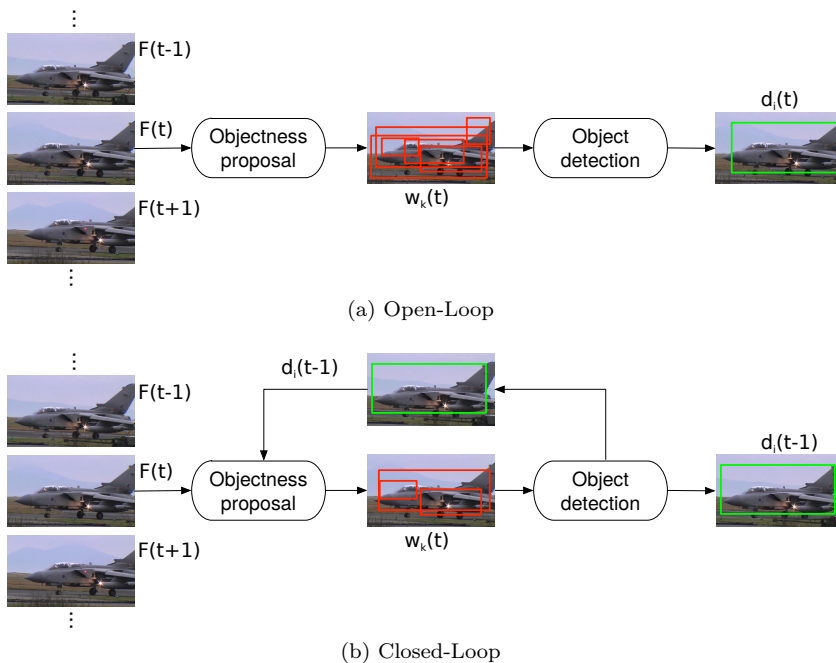 ⋮
F(t-1)
F(t)
Objectness
proposal
w_k(t)
Object
detection
d_i(t)
F(t+1)
⋮
(a) Open-Loop
⋮
F(t-1)
d_i(t-1)
F(t)
Objectness
proposal
w_k(t)
Object
detection
d_i(t-1)
F(t+1)
⋮
(b) Closed-Loop